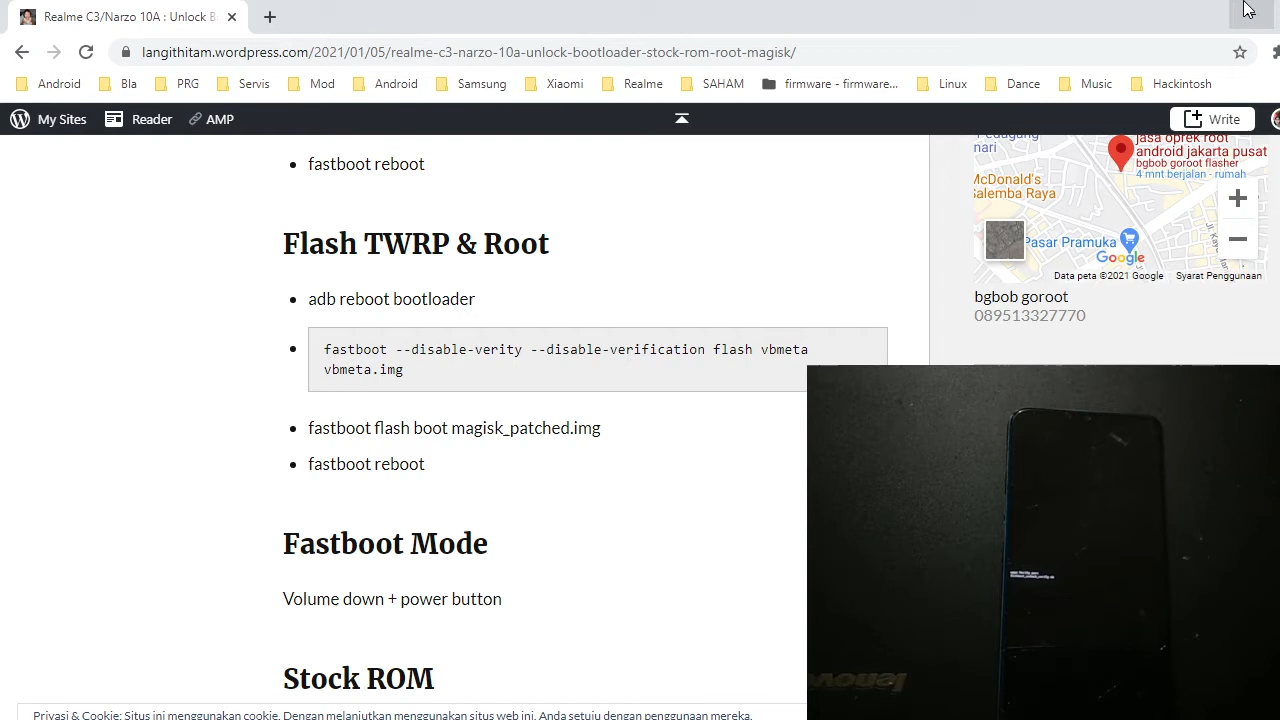 Realme C3/Narzo 10A : Unlock B
langithitam.wordpress.com/2021/01/05/realme-c3-narzo-10a-unlock-bootloader-stock-rom-root-magisk/
Android Bla PRG Servis Mod Android Samsung Xiaomi Realme SAHAM firmware - firmware... Linux Dance Music Hackintosh
My Sites Reader AMP Write
fastboot reboot
Flash TWRP & Root
adb reboot bootloader
fastboot --disable-verity --disable-verification flash vbmeta
vbmeta.img
fastboot flash boot magisk_patched.img
fastboot reboot
Fastboot Mode
Volume down + power button
Stock ROM
Privasi & Cookie: Situs ini menggunakan cookie. Dengan melanjutkan menggunakan situs web ini, Anda setuju dengan penggunaan mereka.
nari
jasa oprek root
android jakarta pusat
bgbob goroot flasher
4 mnt berjalan - rumah
McDonald's
Salemba Raya
Pasar Pramuka
Google
Data peta ©2021 Google Syarat Penggunaan
bgbob goroot
089513327770
lenovo